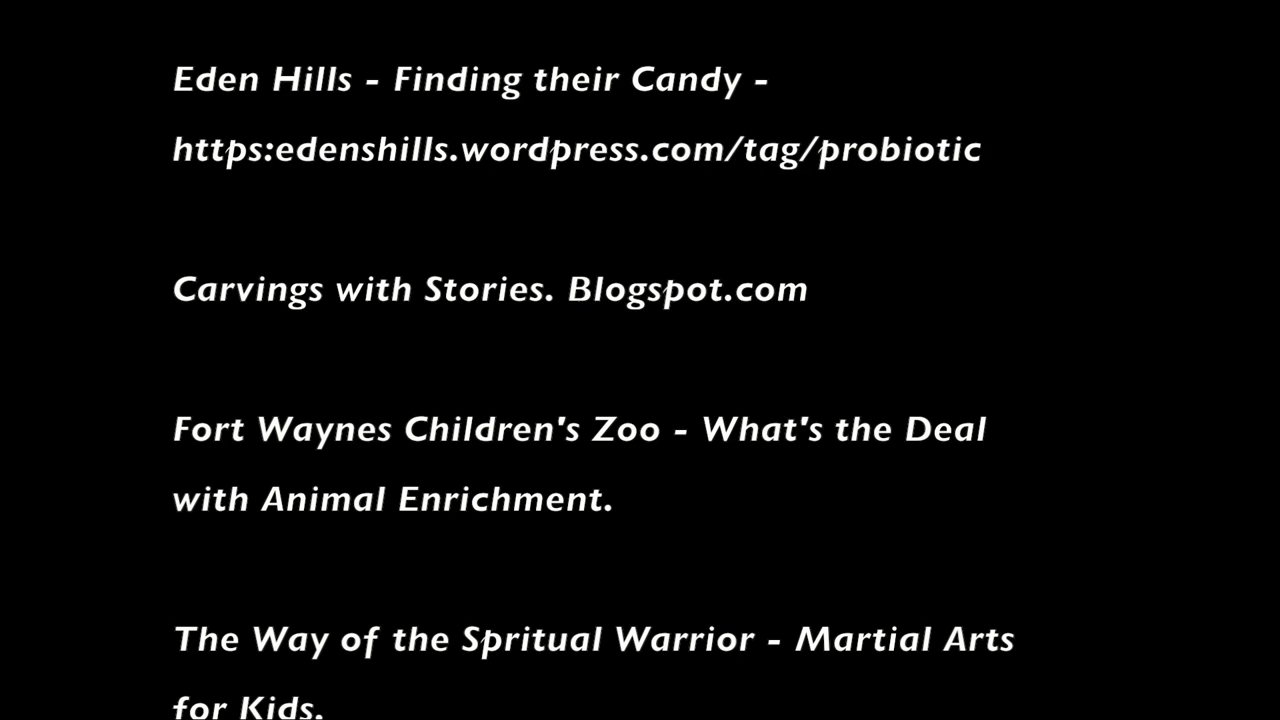 Eden Hills - Finding their Candy -
https:edenshills.wordpress.com/tag/probiotic
Carvings with Stories. Blogspot.com
Fort Waynes Children's Zoo - What's the Deal
with Animal Enrichment.
The Way of the Spritual Warrior - Martial Arts
for Kids.